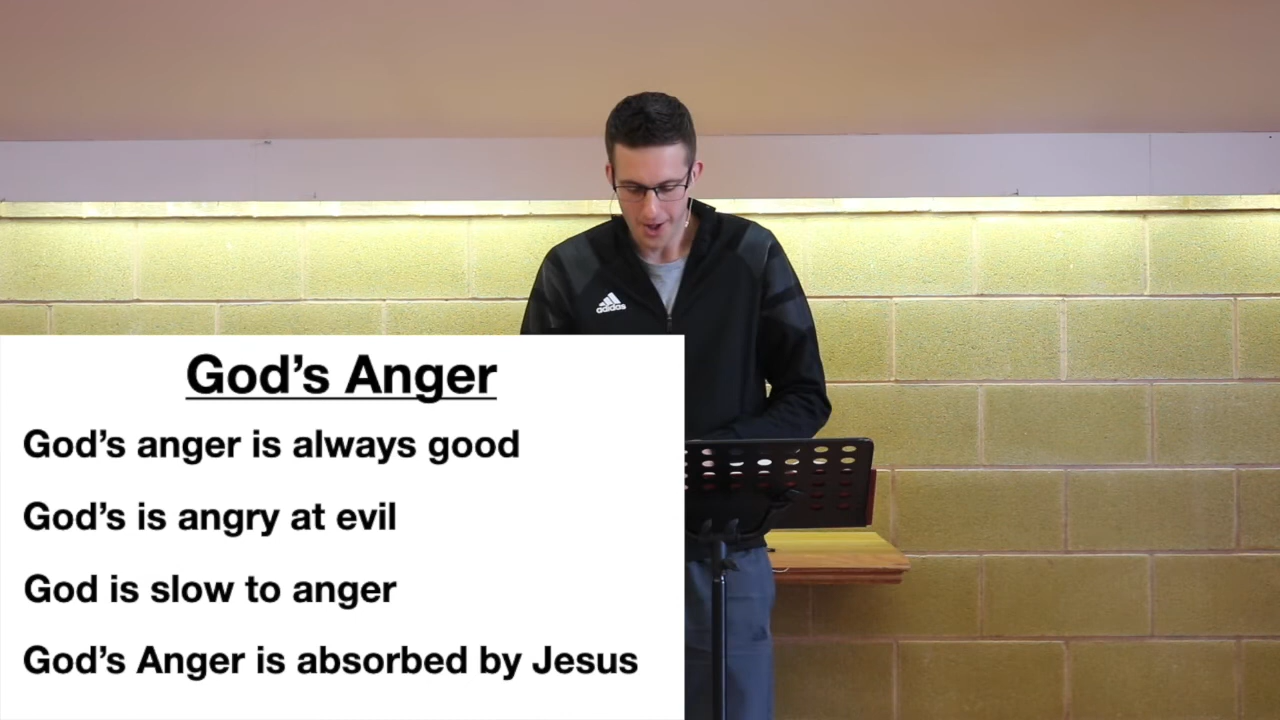 adidas
God's Anger
God's anger is always good
God's is angry at evil
God is slow to anger
God's Anger is absorbed by Jesus